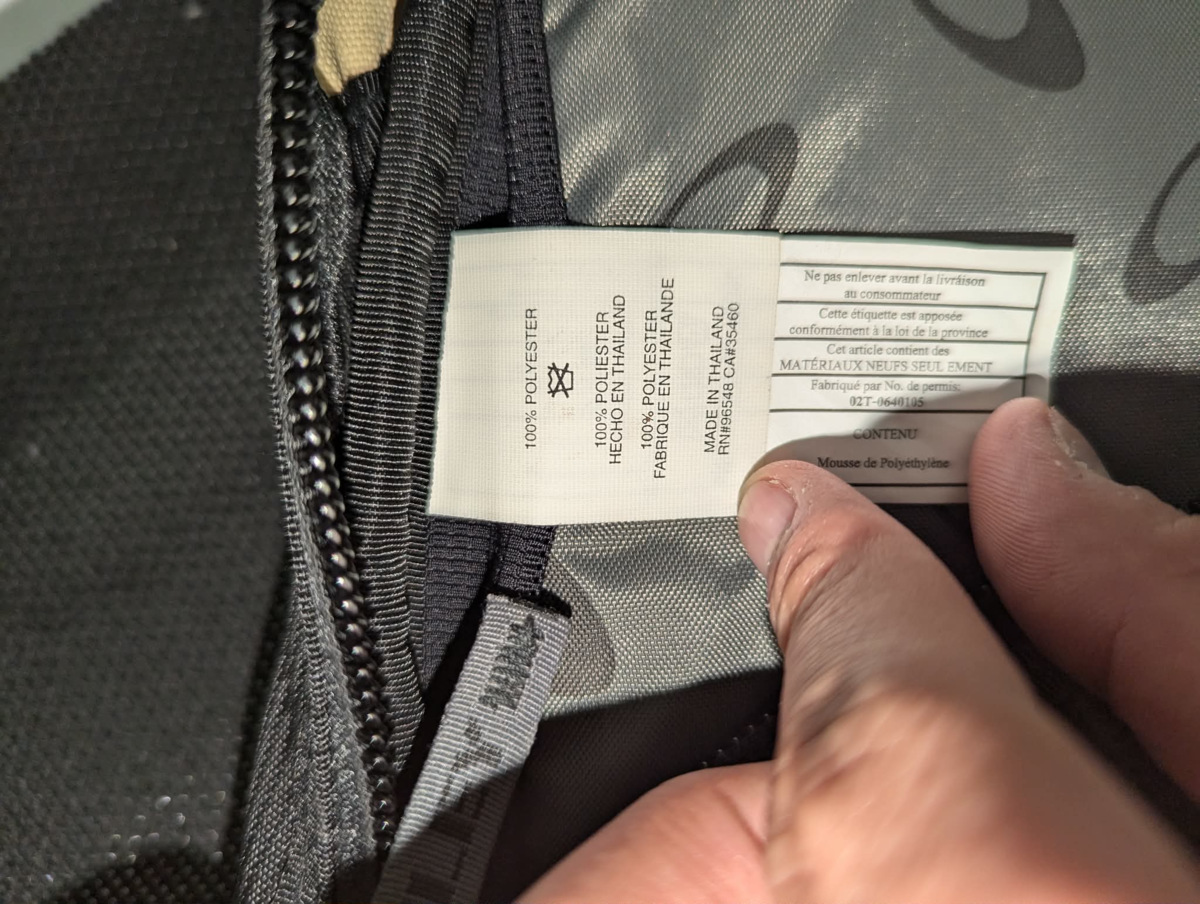 100% POLYESTER
100% POLIESTER
HECHO EN THAILAND
100% POLYESTER
FABRIQUE EN THAILANDE
MADE IN THAILAND
RN#96548 CA#35460
Ne pas enlever avant la livraison
au consommateur
Cette étiquette est apposée
conformément à la loi de la province
Cet article contient des
MATÉRIAUX NEUFS SEUL EMENT
Fabriqué par No. de permis:
02T-0640105
CONTENU
Mousse de Polyéthylène